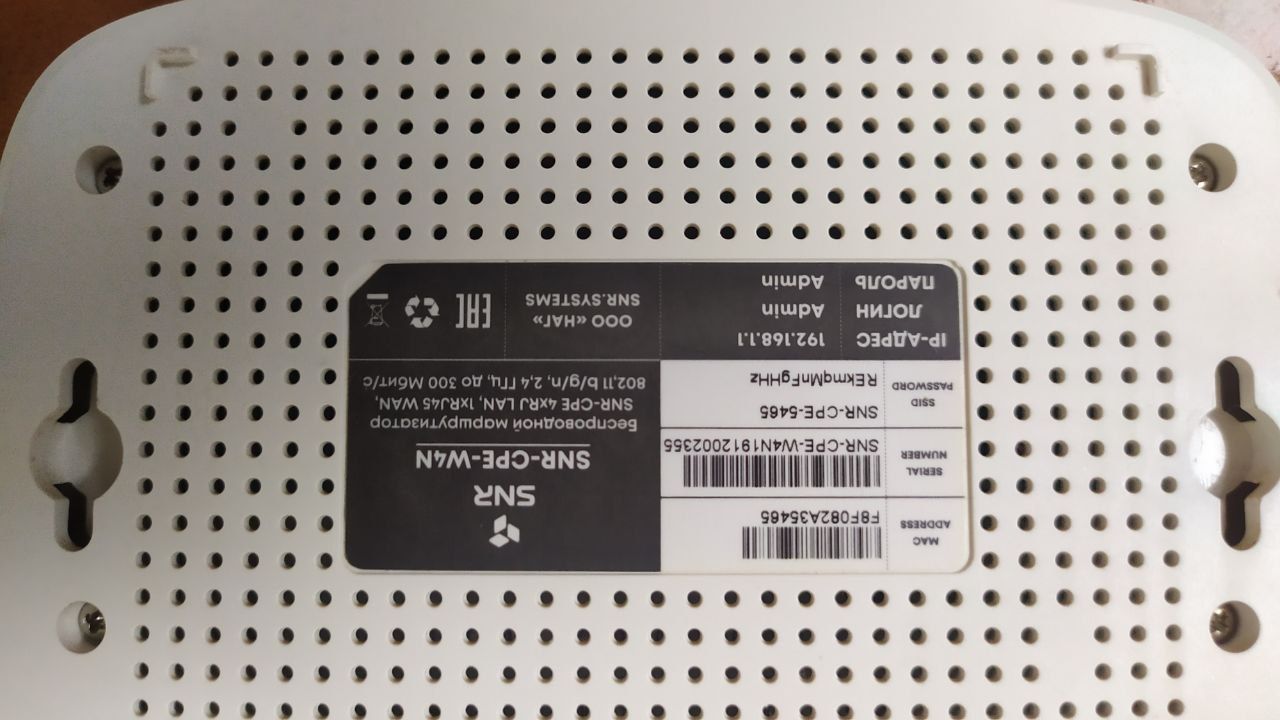 SNR
SNR-CPE-W4N
Беспроводной маршрутизатор
SNR-CPE 4xRJ LAN, 1xRJ45 WAN,
802,11 b/g/n, 2,4 ГГц, до 300 Мбит/с
MAC ADDRESS
F8F082A35465
SERIAL NUMBER
SNR-CPE-W4N1912002355
SSID
SNR-CPE-5465
PASSWORD
REkmqMnFgHHz
IP-АДРЕС 192.168.1.1
ЛОГИН Admin
ПАРОЛЬ Admin
ООО «НАГ»
SNR.SYSTEMS
EAC